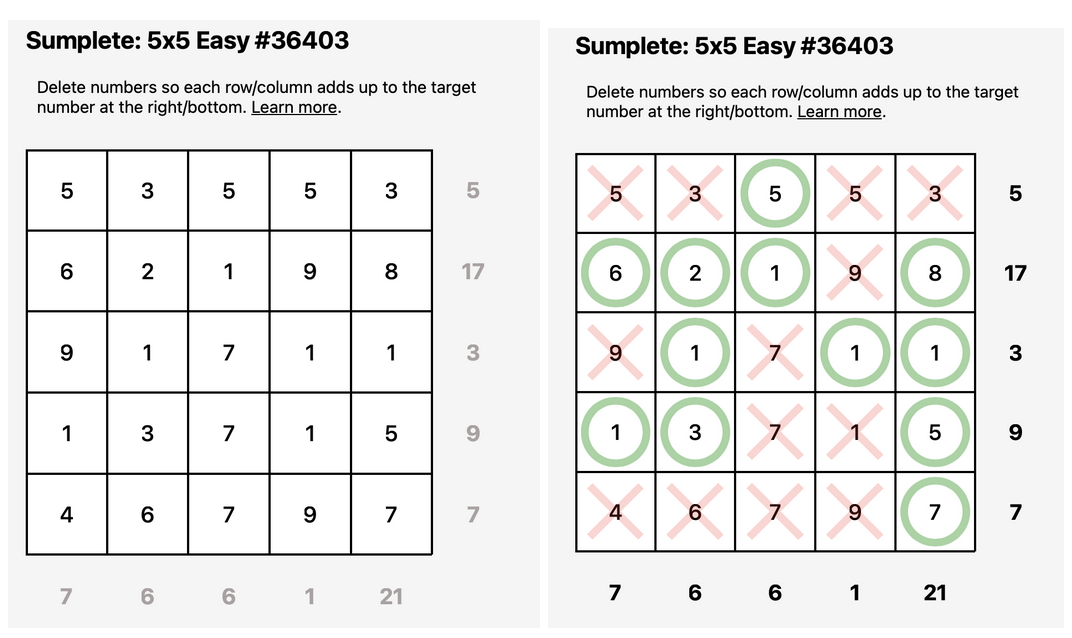 Sumplete: 5x5 Easy #36403
Delete numbers so each row/column adds up to the target
number at the right/bottom. Learn more.
5 3 5 5 3 5
6 2 1 9 8 17
9 1 7 1 1 3
1 3 7 1 5 9
4 6 7 9 7 7
7 6 6 1 21
Sumplete: 5x5 Easy #36403
Delete numbers so each row/column adds up to the target
number at the right/bottom. Learn more.
5 3 5 5 3 5
6 2 1 9 8 17
9 1 7 1 1 3
1 3 7 1 5 9
4 6 7 9 7 7
7 6 6 1 21